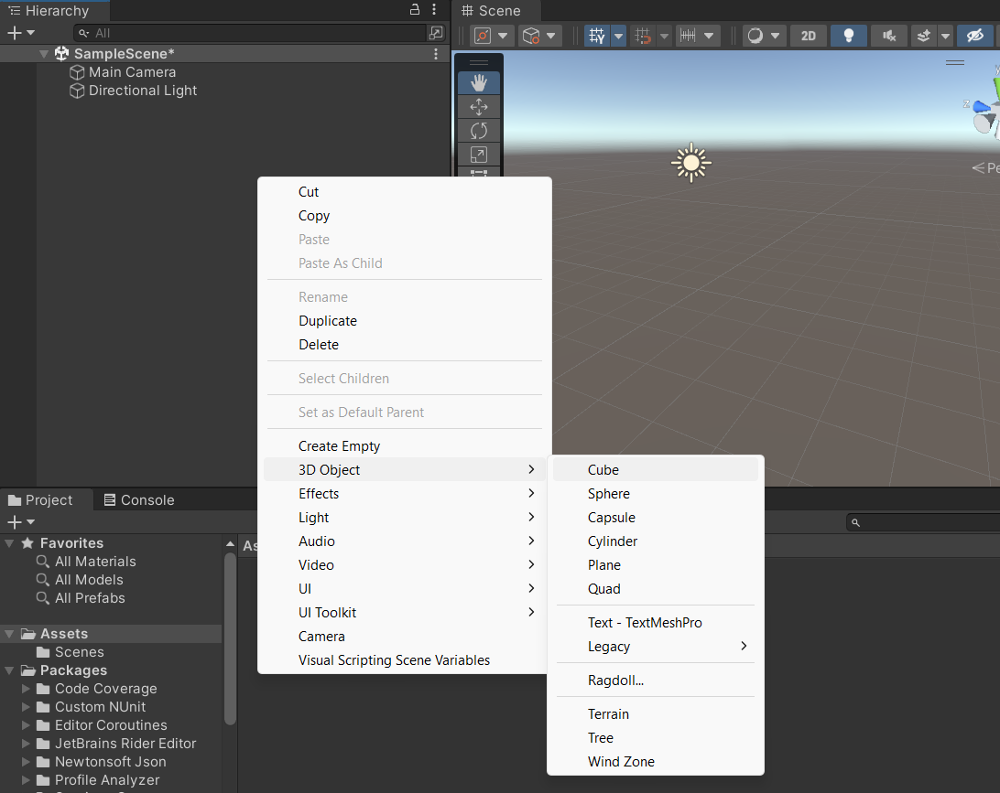 Hierarchy
All
SampleScene*
Main Camera
Directional Light
Scene
2D
Z
Cut
Copy
Paste
Paste As Child
Rename
Duplicate
Delete
Select Children
Set as Default Parent
Create Empty
3D Object
Effects
Light
Audio
Video
UI
UI Toolkit
Camera
Visual Scripting Scene Variables
Cube
Sphere
Capsule
Cylinder
Plane
Quad
Text - TextMeshPro
Legacy
Ragdoll...
Terrain
Tree
Wind Zone
Project
Console
Favorites
All Materials
All Models
All Prefabs
Assets
Scenes
Packages
Code Coverage
Custom NUnit
Editor Coroutines
JetBrains Rider Editor
Newtonsoft Json
Profile Analyzer